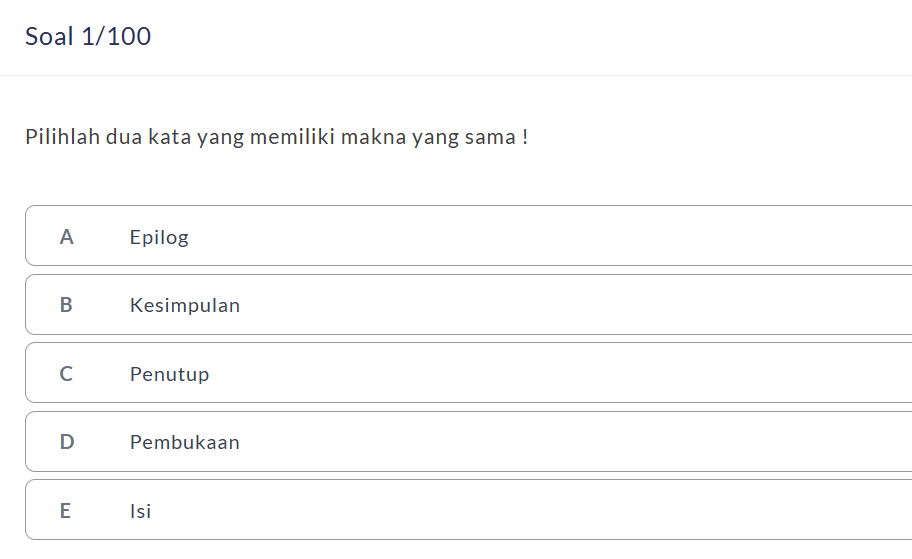 Soal 1/100
Pilihlah dua kata yang memiliki makna yang sama !
A Epilog
B Kesimpulan
C Penutup
D Pembukaan
E Isi